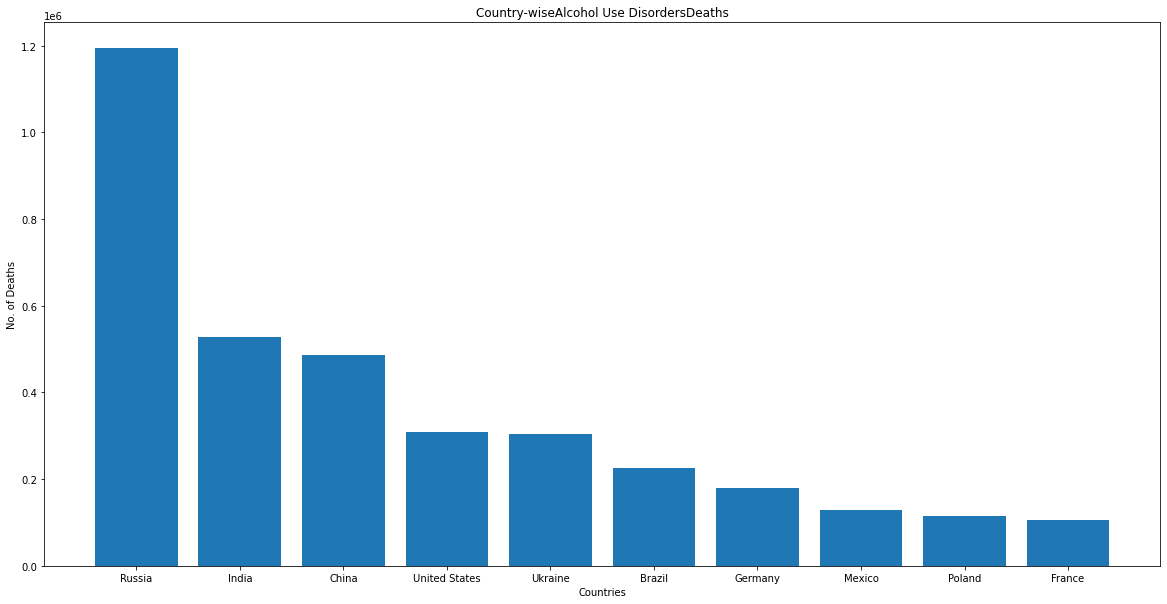 Country-wiseAlcohol Use DisordersDeaths
1e6
1.2
1.0
0.8
0.6
0.4
0.2
0.0
No. of Deaths
Russia India China United States Ukraine Brazil Germany Mexico Poland France
Countries